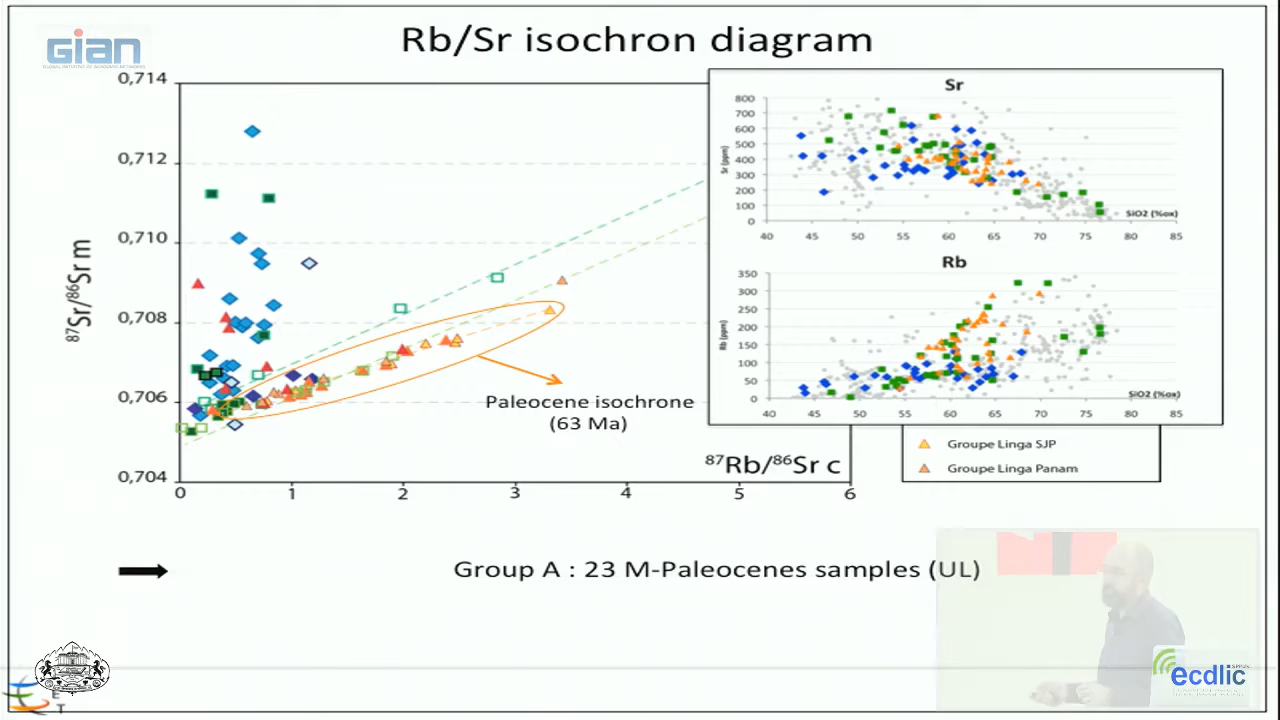 Rb/Sr isochron diagram
GIAN
0,714
0,712
0,710
0,708
0,706
0,704
87Sr/86Sr m
0 1 2 3 4 5 6
87Rb/86Sr c
Paleocene isochrone
(63 Ma)
Sr
800
700
600
500
400
300
200
100
0
Sr (ppm)
SiO2 (%ox)
40 45 50 55 60 65 70 75 80 85
Rb
350
300
250
200
150
100
50
0
Rb (ppm)
SiO2 (%ox)
40 45 50 55 60 65 70 75 80 85
Groupe Linga SJP
Groupe Linga Panam
Group A : 23 M-Paleocenes samples (UL)
ecdlic
E
T